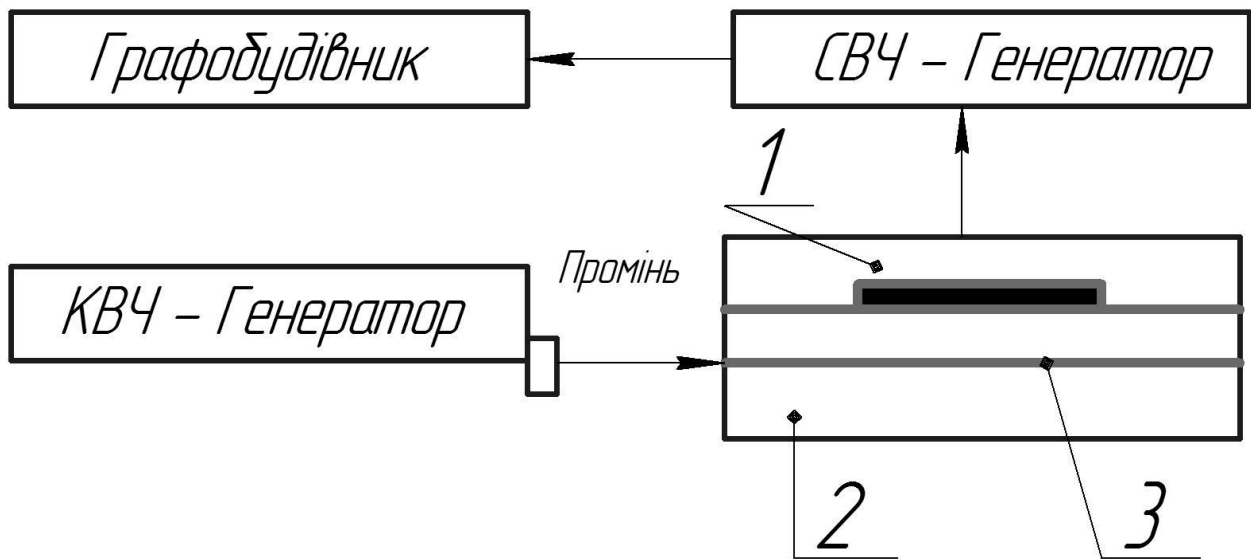 Графобудівник
СВЧ – Генератор
1
Промінь
КВЧ – Генератор
2
3